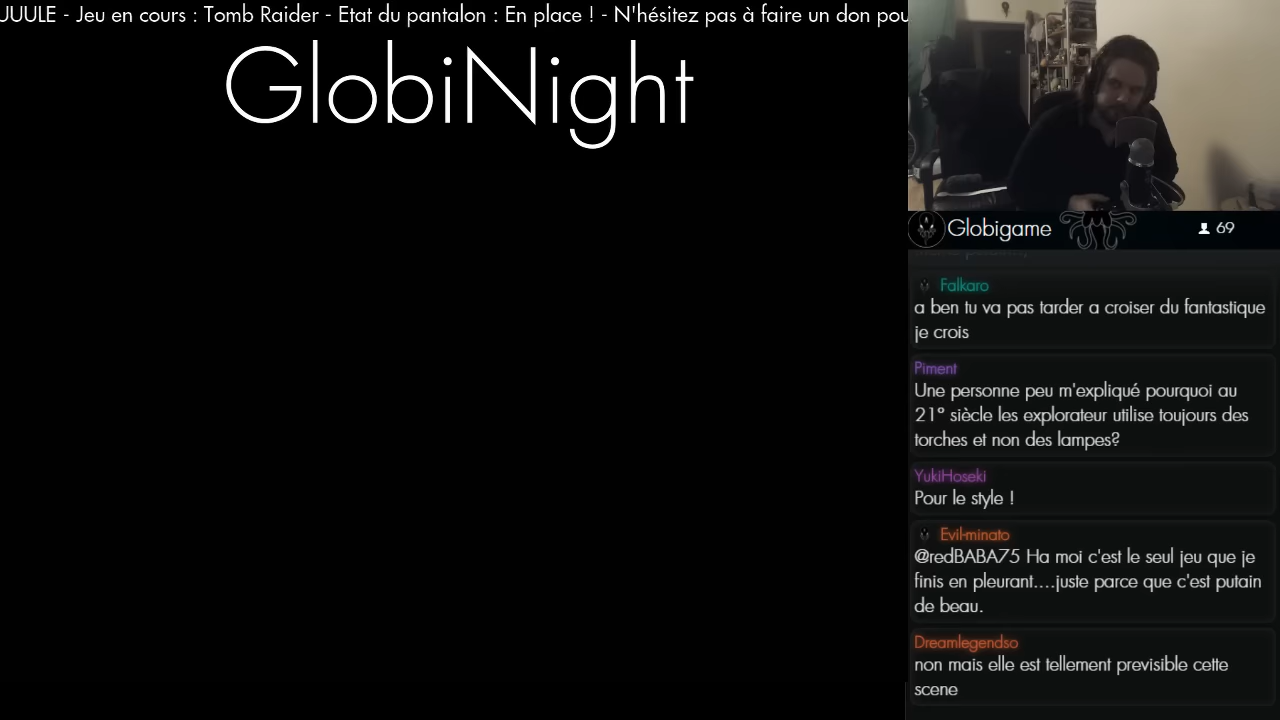 JUULE - Jeu en cours : Tomb Raider - Etat du pantalon : En place ! - N'hésitez pas à faire un don pou
GlobiNight
Globigame
69
Falkaro
a ben tu va pas tarder a croiser du fantastique
je crois
Piment
Une personne peu m'expliqué pourquoi au
21° siècle les explorateur utilise toujours des
torches et non des lampes?
YukiHoseki
Pour le style !
Evil-minato
@redBABA75 Ha moi c'est le seul jeu que je
finis en pleurant....juste parce que c'est putain
de beau.
Dreamlegendso
non mais elle est tellement previsible cette
scene